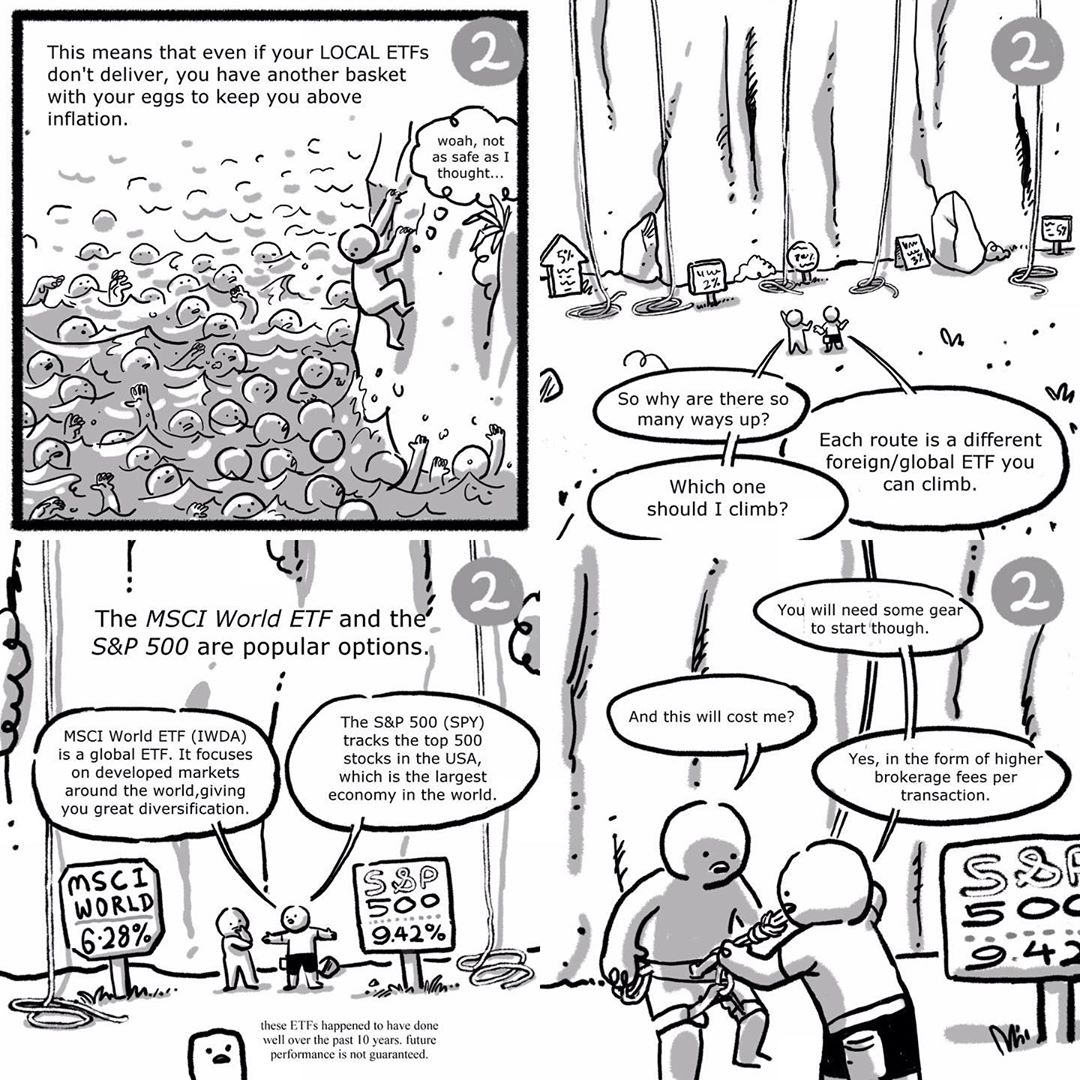 This means that even if your LOCAL ETFs
don't deliver, you have another basket
with your eggs to keep you above
inflation.
2
woah, not
as safe as I
thought...
2
5%
2%
5%
So why are there so
many ways up?
Each route is a different
foreign/global ETF you
can climb.
Which one
should I climb?
2
The MSCI World ETF and the
S&P 500 are popular options.
MSCI World ETF (IWDA)
is a global ETF. It focuses
on developed markets
around the world,giving
you great diversification.
The S&P 500 (SPY)
tracks the top 500
stocks in the USA,
which is the largest
economy in the world.
MSCI
WORLD
6.28%
S&P
500
9.42%
these ETFs happened to have done
well over the past 10 years. future
performance is not guaranteed.
2
You will need some gear
to start though.
And this will cost me?
Yes, in the form of higher
brokerage fees per
transaction.
S&P
500
9.42